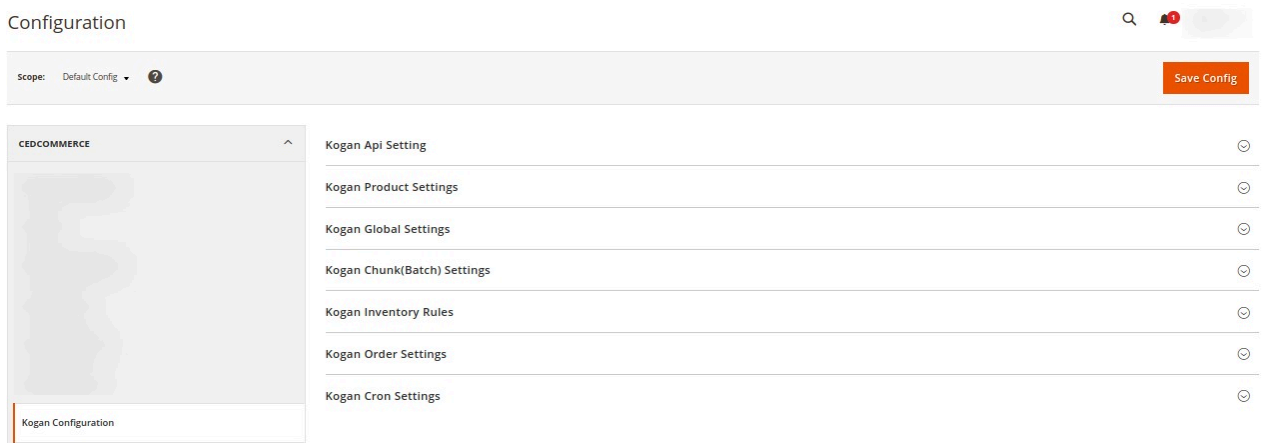 Configuration
1
Scope: Default Config ?
Save Config
CEDCOMMERCE
Kogan Configuration
Kogan Api Setting
Kogan Product Settings
Kogan Global Settings
Kogan Chunk(Batch) Settings
Kogan Inventory Rules
Kogan Order Settings
Kogan Cron Settings